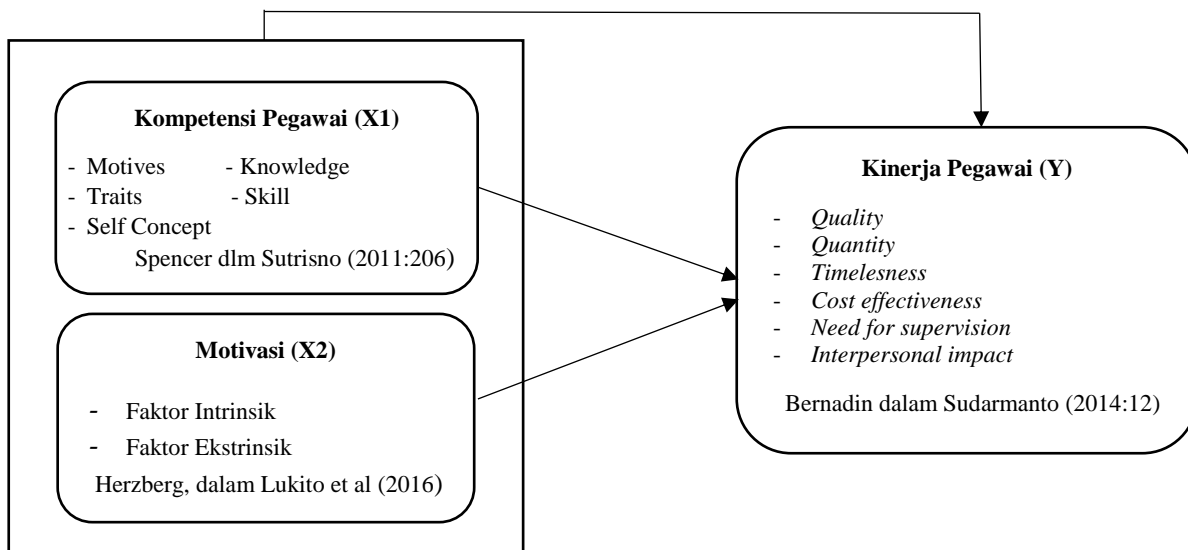 Kompetensi Pegawai (X1)
- Motives - Knowledge
- Traits - Skill
- Self Concept
Spencer dlm Sutrisno (2011:206)
Motivasi (X2)
- Faktor Intrinsik
- Faktor Ekstrinsik
Herzberg, dalam Lukito et al (2016)
Kinerja Pegawai (Y)
- Quality
- Quantity
- Timelesness
- Cost effectiveness
- Need for supervision
- Interpersonal impact
Bernadin dalam Sudarmanto (2014:12)